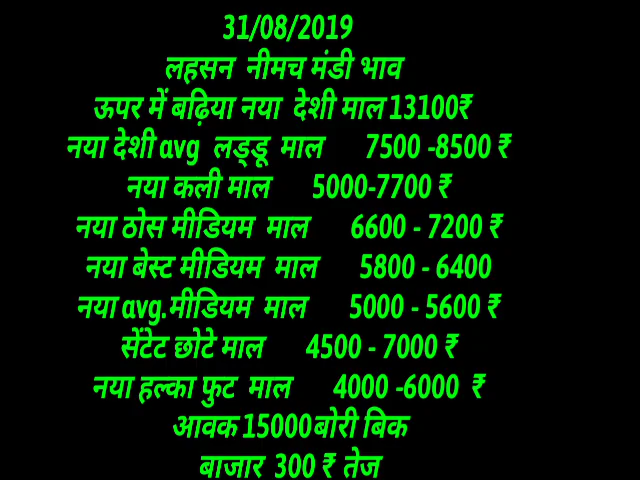 31/08/2019
लहसन नीमच मंडी भाव
ऊपर में बढ़िया नया देशी माल 13100₹
नया देशी avg लड्डू माल 7500 -8500 ₹
नया कली माल 5000-7700 ₹
नया ठोस मीडियम माल 6600 - 7200 ₹
नया बेस्ट मीडियम माल 5800 - 6400
नया avg.मीडियम माल 5000 - 5600 ₹
सेंटेट छोटे माल 4500 - 7000 ₹
नया हल्का फुट माल 4000 -6000 ₹
आवक 15000बोरी बिक
बाजार 300 ₹ तेज